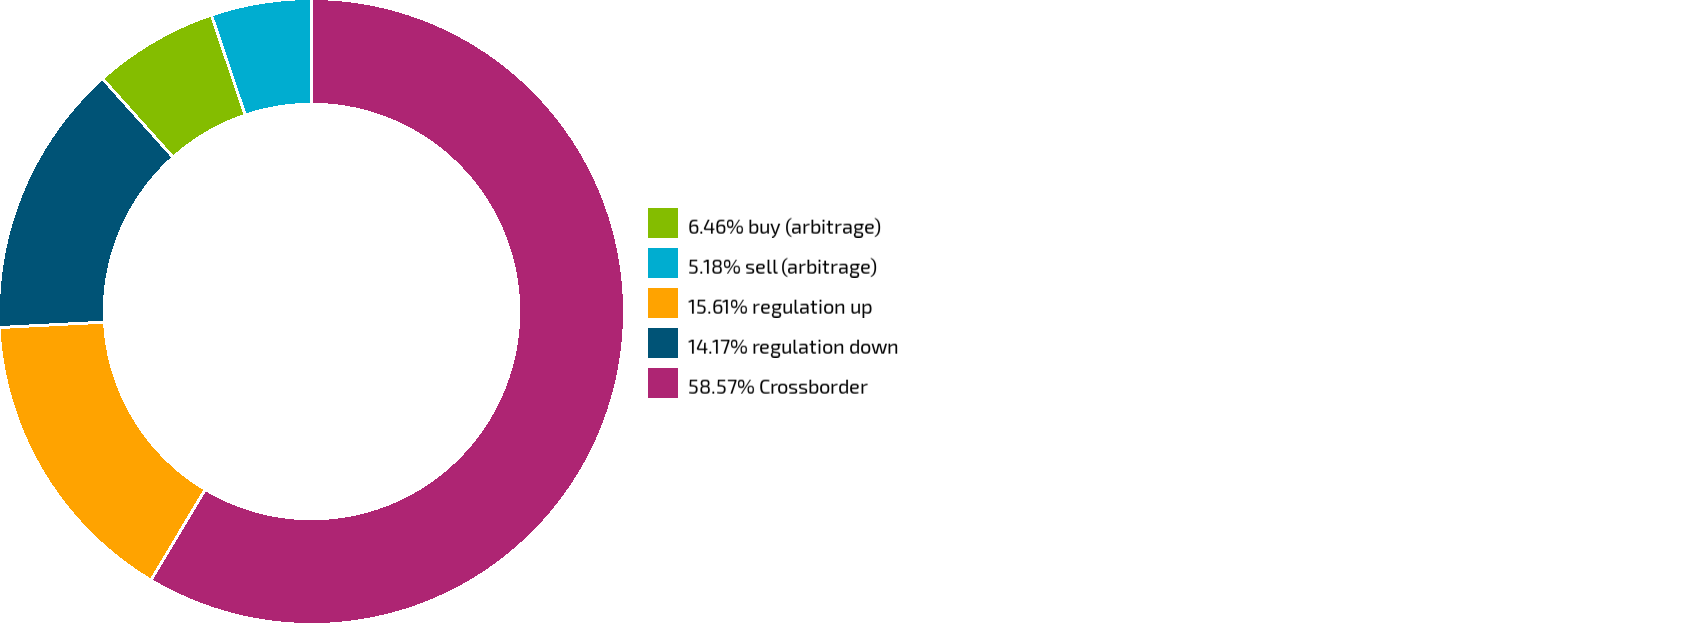 6.46% buy (arbitrage)
5.18% sell (arbitrage)
15.61% regulation up
14.17% regulation down
58.57% Crossborder